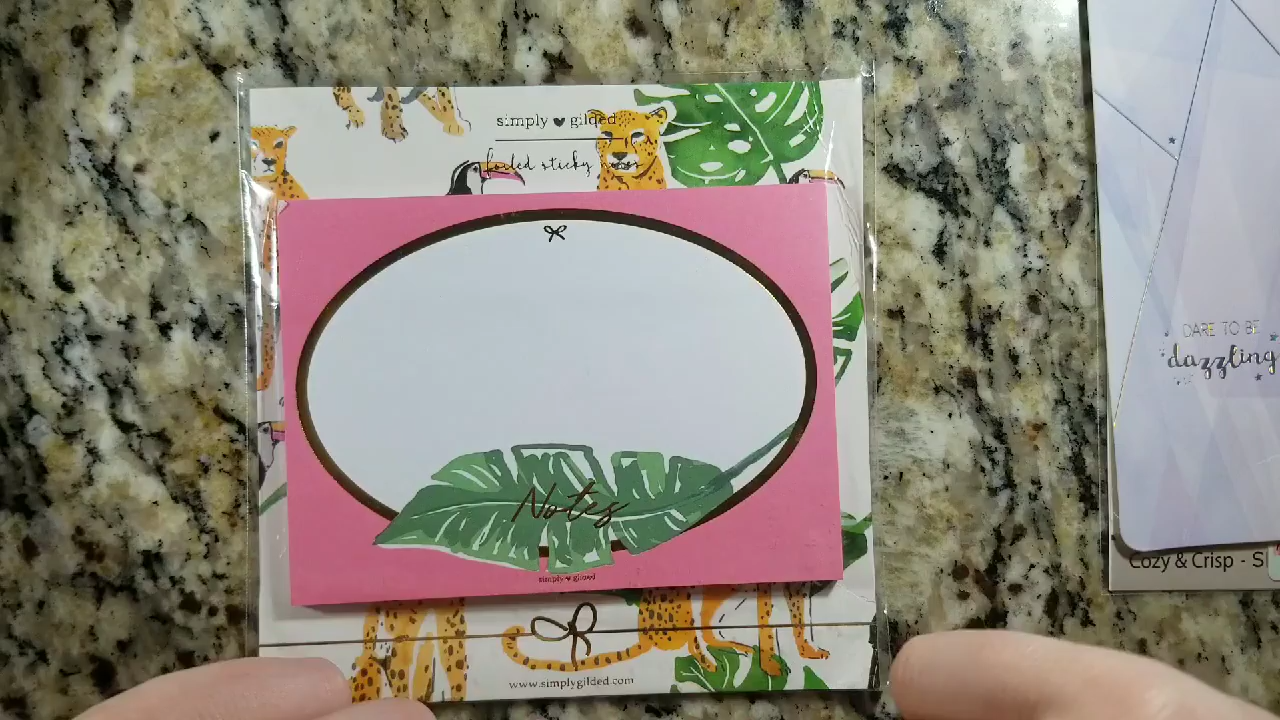 simply gilded
foiled sticky
Notes
simply gilded
www.simplygilded.com
DARE TO BE
dazzling
Cozy & Crisp - S